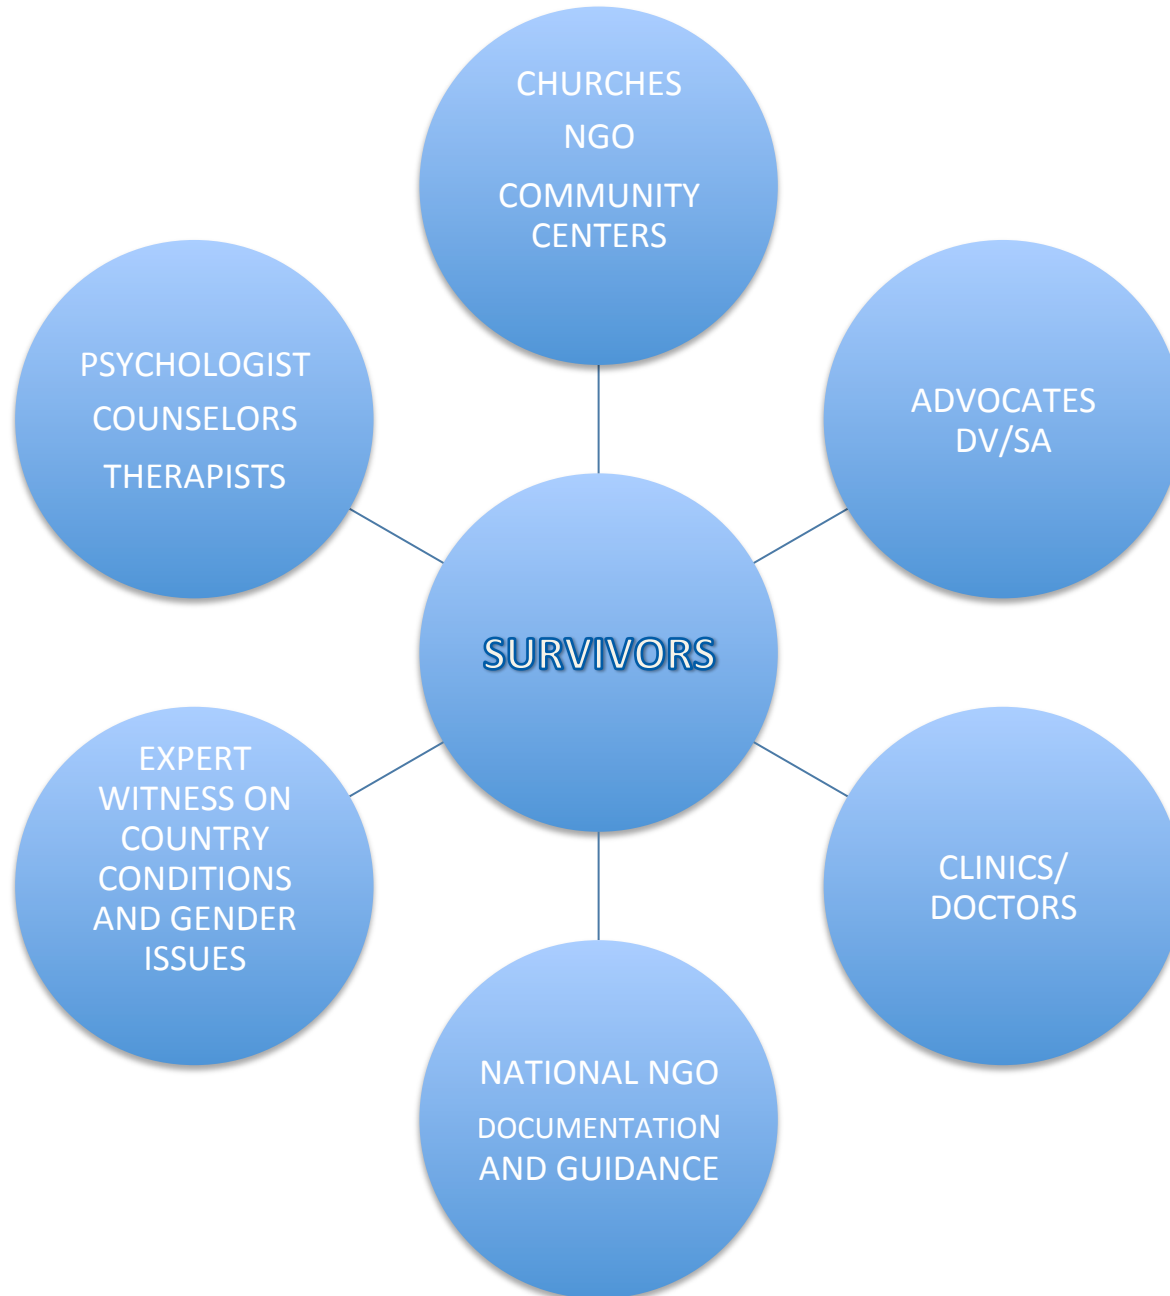 CHURCHES
NGO
COMMUNITY
CENTERS
ADVOCATES
DV/SA
CLINICS/
DOCTORS
NATIONAL NGO
DOCUMENTATION
AND GUIDANCE
EXPERT
WITNESS ON
COUNTRY
CONDITIONS
AND GENDER
ISSUES
PSYCHOLOGIST
COUNSELORS
THERAPISTS
SURVIVORS